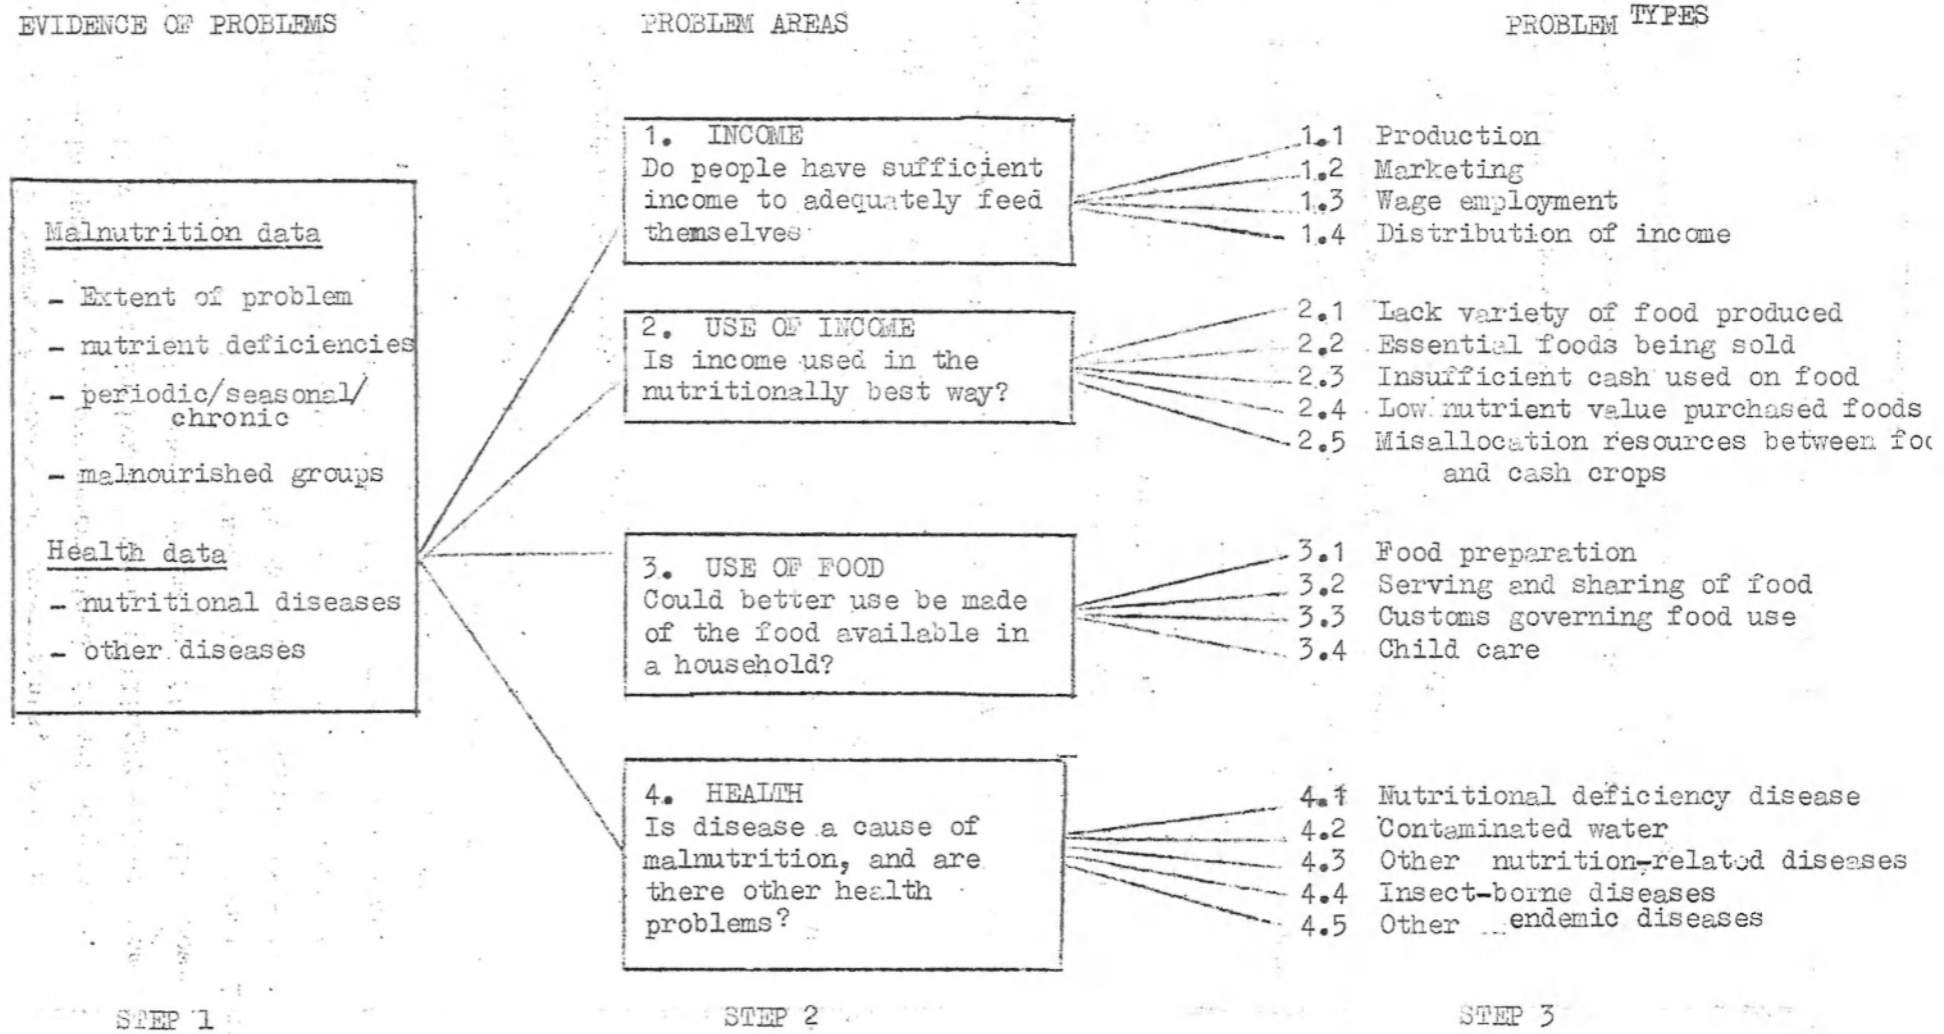 EVIDENCE OF PROBLEMS
PROBLEM AREAS
PROBLEM TYPES
Malnutrition data
- Extent of problem
- nutrient deficiencies
- periodic/seasonal/
chronic
- malnourished groups
Health data
- nutritional diseases
- other diseases
1. INCOME
Do people have sufficient
income to adequately feed
themselves
2. USE OF INCOME
Is income used in the
nutritionally best way?
3. USE OF FOOD
Could better use be made
of the food available in
a household?
4. HEALTH
Is disease a cause of
malnutrition, and are
there other health
problems?
1.1 Production
1.2 Marketing
1.3 Wage employment
1.4 Distribution of income
2.1 Lack variety of food produced
2.2 Essential foods being sold
2.3 Insufficient cash used on food
2.4 Low nutrient value purchased foods
2.5 Misallocation resources between foo
and cash crops
3.1 Food preparation
3.2 Serving and sharing of food
3.3 Customs governing food use
3.4 Child care
4.1 Nutritional deficiency disease
4.2 Contaminated water
4.3 Other nutrition-related diseases
4.4 Insect-borne diseases
4.5 Other endemic diseases
STEP 1
STEP 2
STEP 3